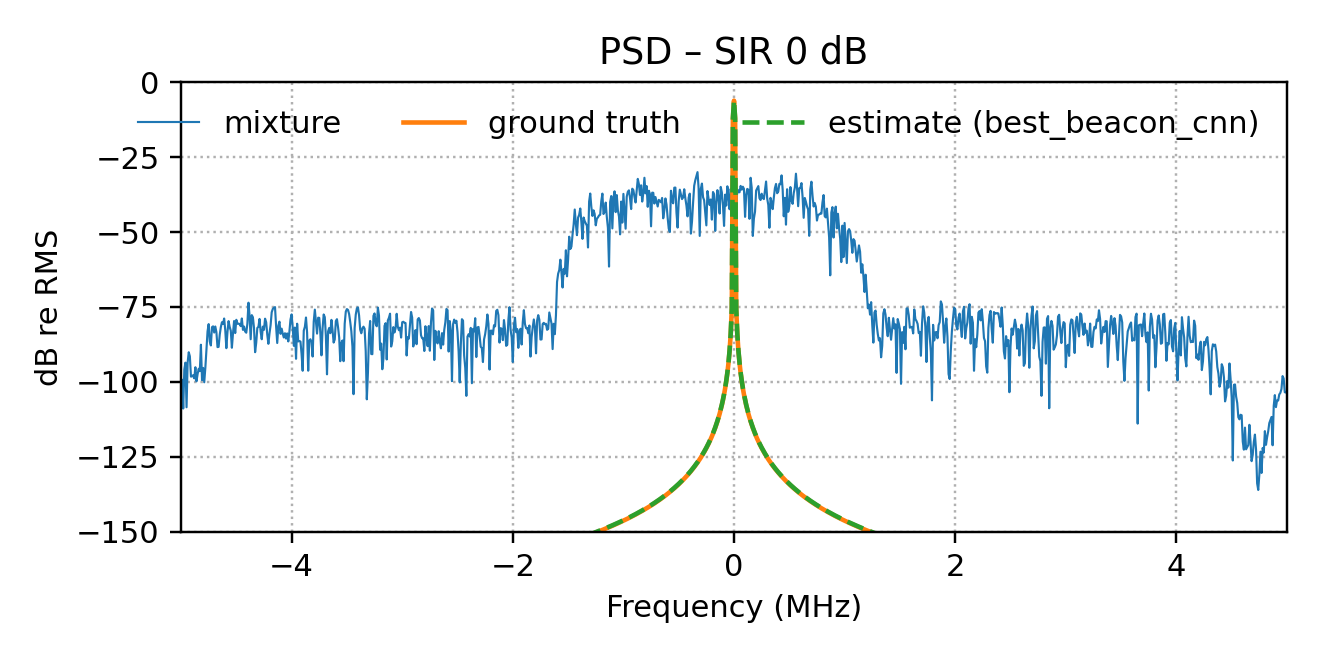 PSD – SIR 0 dB
0
mixture
ground truth
estimate (best_beacon_cnn)
−25
−50
−75
−100
−125
−150
dB re RMS
−4
−2
0
2
4
Frequency (MHz)